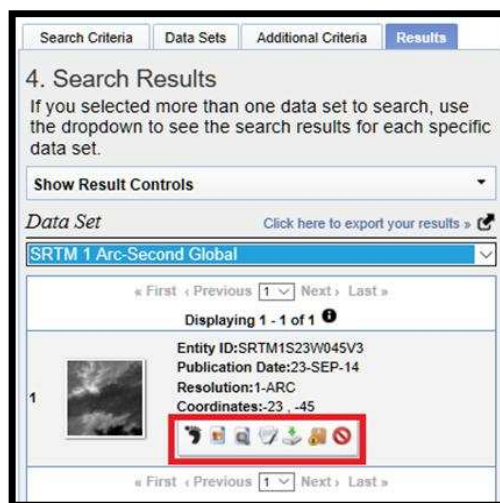 Search Criteria Data Sets Additional Criteria Results
4. Search Results
If you selected more than one data set to search, use
the dropdown to see the search results for each specific
data set.
Show Result Controls
Data Set Click here to export your results »
SRTM 1 Arc-Second Global
« First ‹ Previous 1 Next › Last »
Displaying 1 - 1 of 1
Entity ID:SRTM1S23W045V3
Publication Date:23-SEP-14
Resolution:1-ARC
1
Coordinates:-23 , -45
« First ‹ Previous 1 Next › Last »